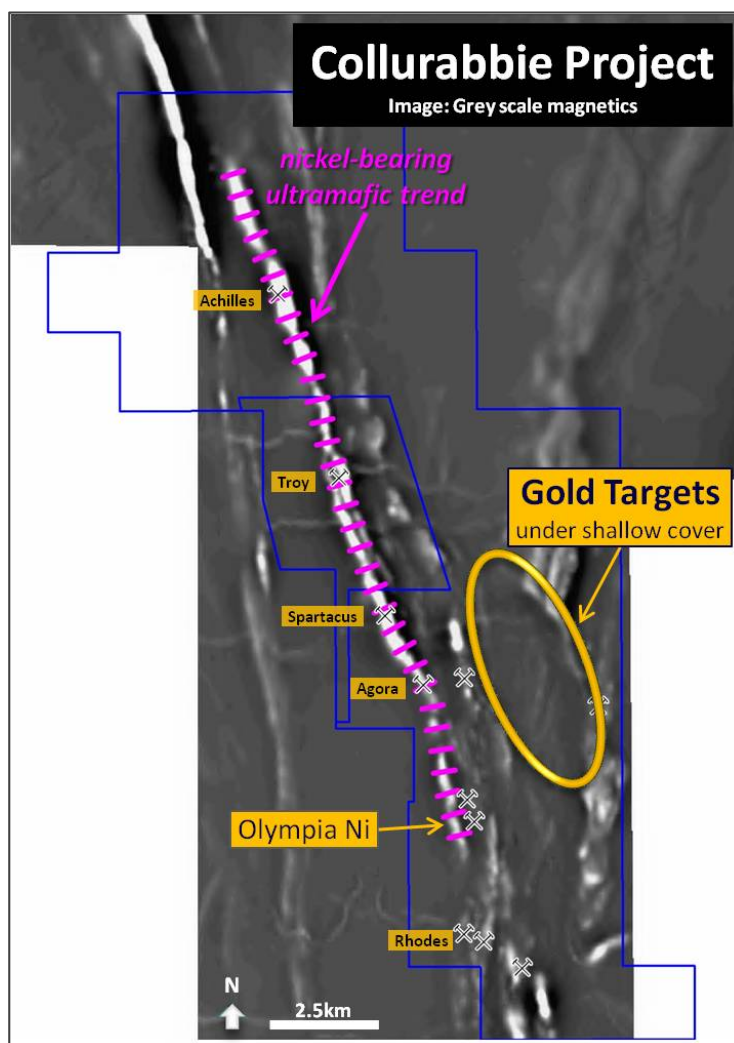 Collurabbie Project
Image: Grey scale magnetics
nickel-bearing
ultramafic trend
Achilles
Troy
Gold Targets
under shallow cover
Spartacus
Agora
Olympia Ni
Rhodes
N
2.5km